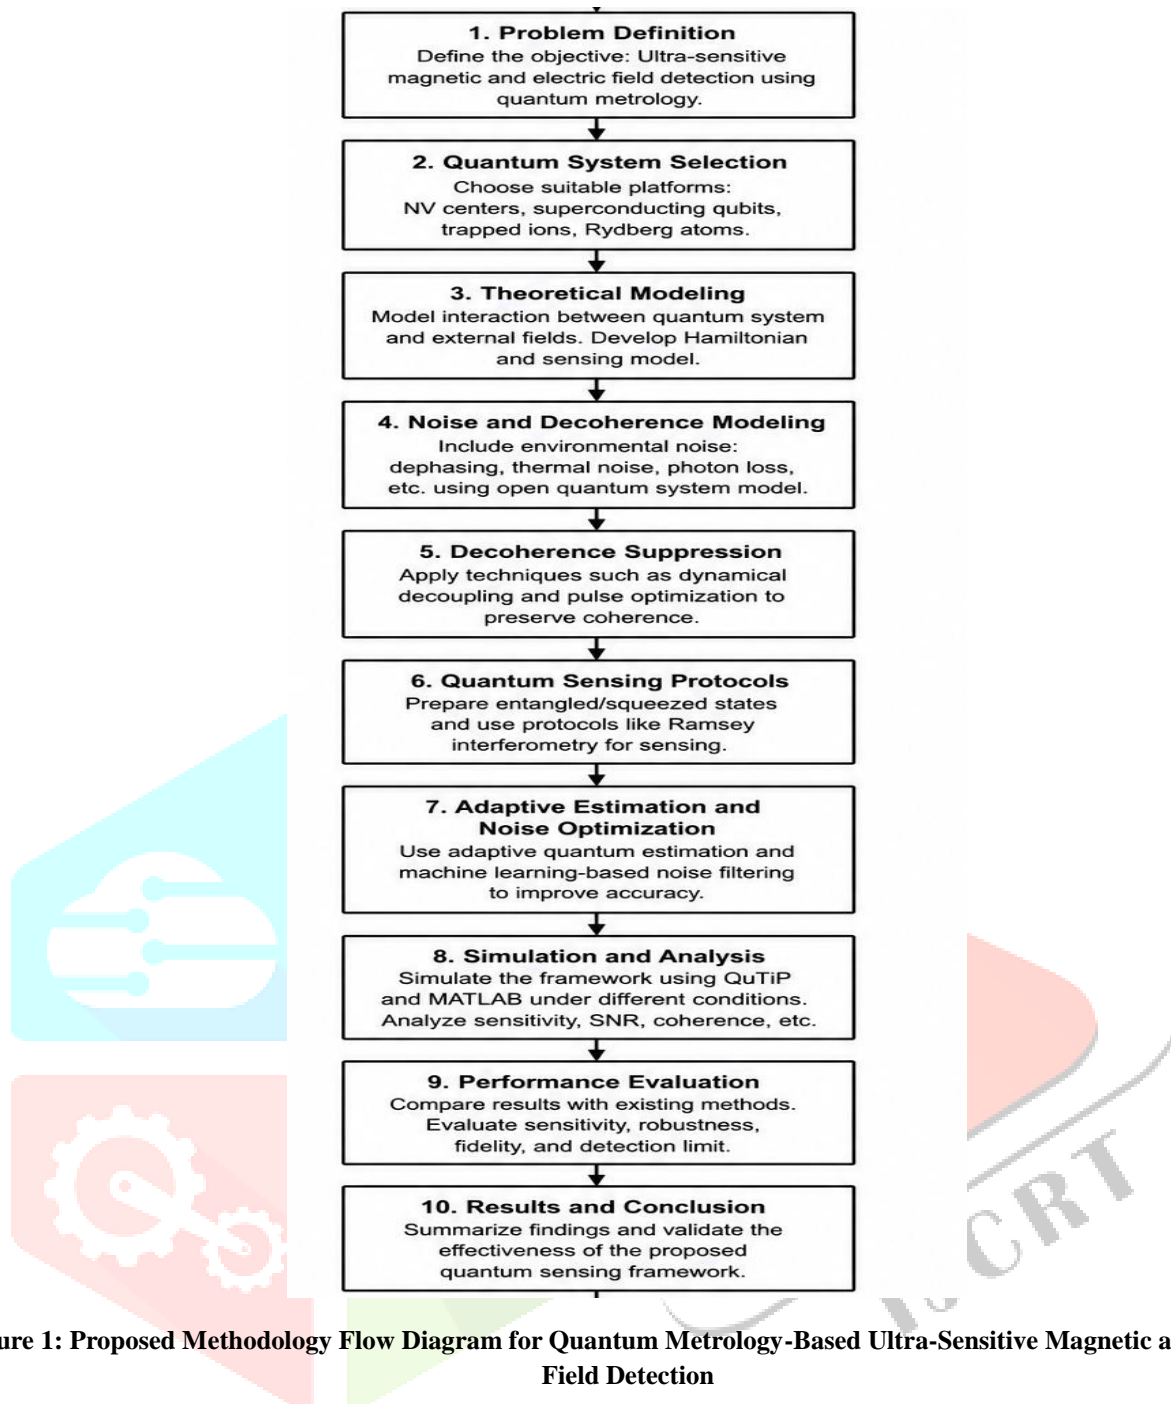 1. Problem Definition
Define the objective: Ultra-sensitive
magnetic and electric field detection using
quantum metrology.
2. Quantum System Selection
Choose suitable platforms:
NV centers, superconducting qubits,
trapped ions, Rydberg atoms.
3. Theoretical Modeling
Model interaction between quantum system
and external fields. Develop Hamiltonian
and sensing model.
4. Noise and Decoherence Modeling
Include environmental noise:
dephasing, thermal noise, photon loss,
etc. using open quantum system model.
5. Decoherence Suppression
Apply techniques such as dynamical
decoupling and pulse optimization to
preserve coherence.
6. Quantum Sensing Protocols
Prepare entangled/squeezed states
and use protocols like Ramsey
interferometry for sensing.
7. Adaptive Estimation and
Noise Optimization
Use adaptive quantum estimation and
machine learning-based noise filtering
to improve accuracy.
8. Simulation and Analysis
Simulate the framework using QuTiP
and MATLAB under different conditions.
Analyze sensitivity, SNR, coherence, etc.
9. Performance Evaluation
Compare results with existing methods.
Evaluate sensitivity, robustness,
fidelity, and detection limit.
10. Results and Conclusion
Summarize findings and validate the
effectiveness of the proposed
quantum sensing framework.
ure 1: Proposed Methodology Flow Diagram for Quantum Metrology-Based Ultra-Sensitive Magnetic a
Field Detection
CRT